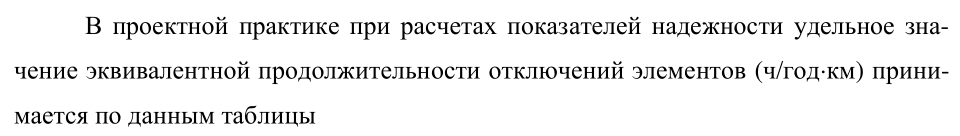 В проектной практике при расчетах показателей надежности удельное зна-
чение эквивалентной продолжительности отключений элементов (ч/год·км) прини-
мается по данным таблицы